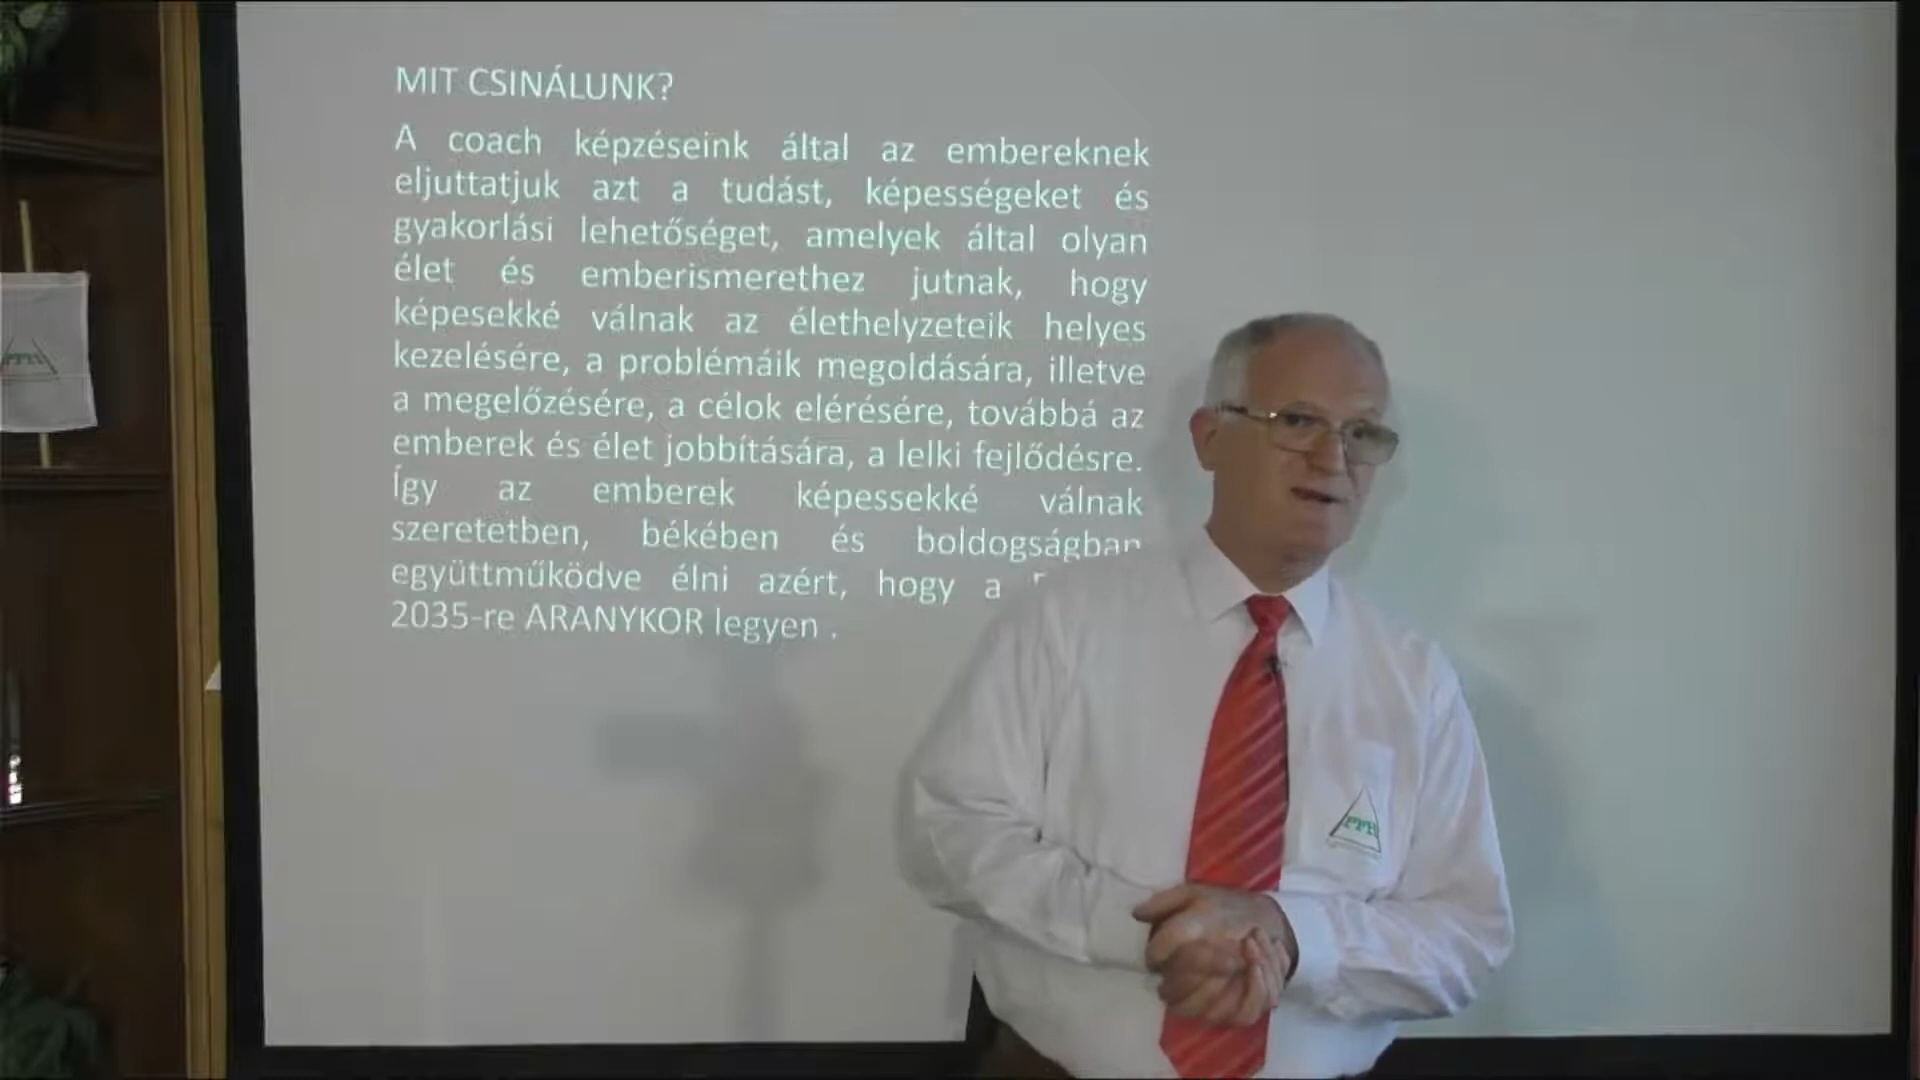 MIT CSINÁLUNK?
A coach képzéseink által az embereknek
eljuttatjuk azt a tudást, képességeket és
gyakorlási lehetőséget, amelyek által olyan
élet és emberismerethez jutnak, hogy
képesekké válnak az élethelyzeteik helyes
kezelésére, a problémáik megoldására, illetve
a megelőzésére, a célok elérésére, továbbá az
emberek és élet jobbítására, a lelki fejlődésre.
Így az emberek képessekké válnak
szeretetben, békében és boldogságban
együttműködve élni azért, hogy a
2035-re ARANYKOR legyen .
PPH